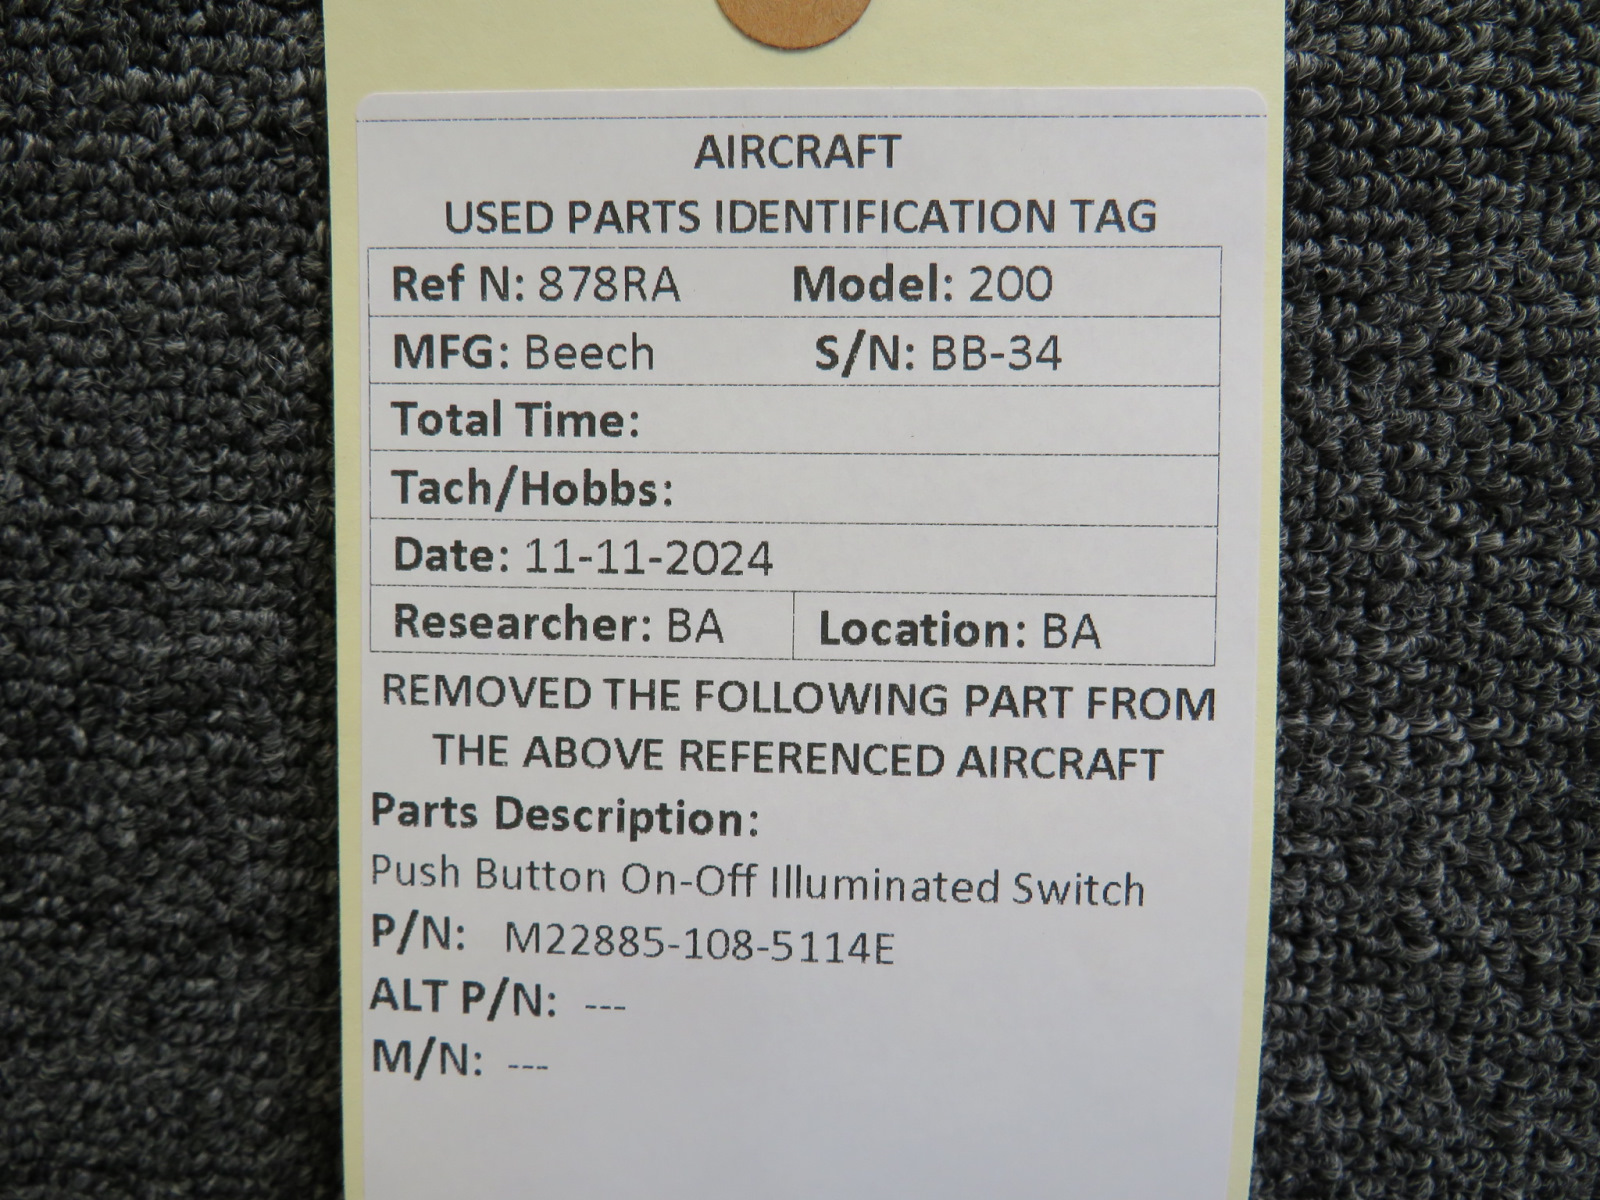 AIRCRAFT
USED PARTS IDENTIFICATION TAG
Ref N: 878RA Model: 200
MFG: Beech S/N: BB-34
Total Time:
Tach/Hobbs:
Date: 11-11-2024
Researcher: BA Location: BA
REMOVED THE FOLLOWING PART FROM
THE ABOVE REFERENCED AIRCRAFT
Parts Description:
Push Button On-Off Illuminated Switch
P/N: M22885-108-5114E
ALT P/N: ---
M/N: ---